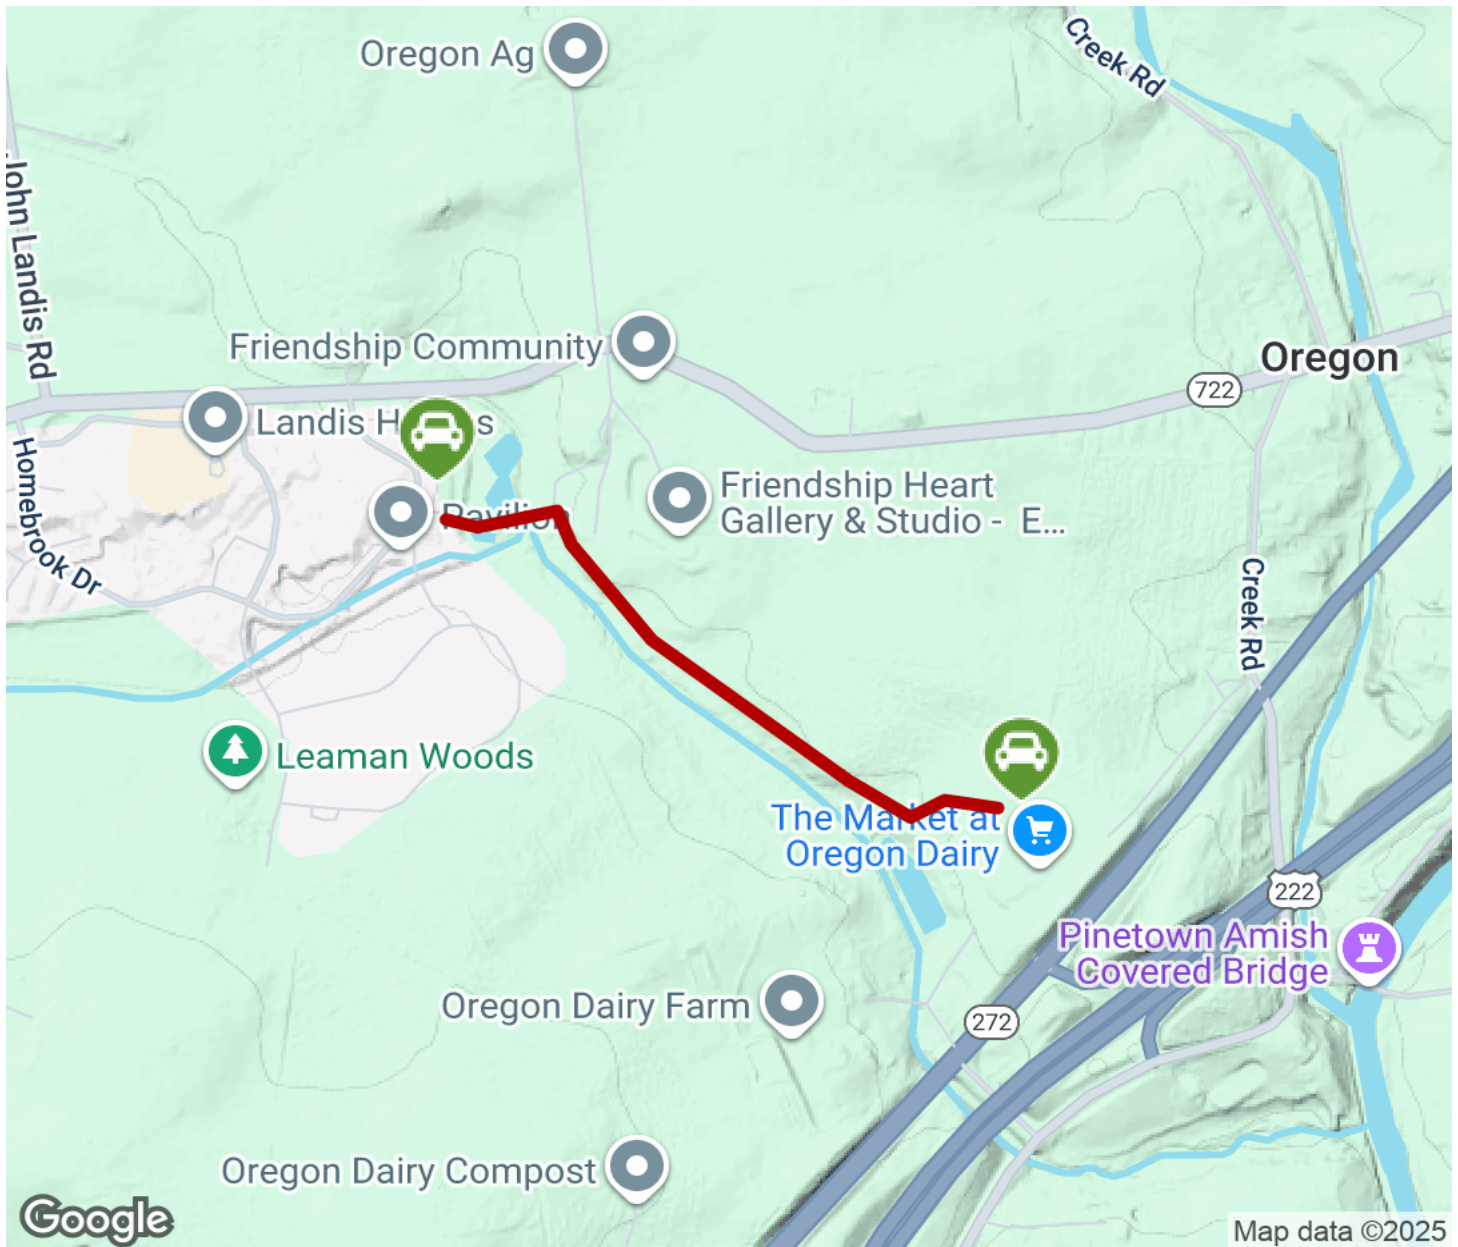 Oregon Ag
Creek Rd
John Landis Rd
Friendship Community
Oregon
722
Landis H s
Homebrook Dr
Friendship Heart
Gallery & Studio - E...
Pavilion
Creek Rd
Leaman Woods
The Market at
Oregon Dairy
222
Pinetown Amish
Covered Bridge
Oregon Dairy Farm
272
Oregon Dairy Compost
Google
Map data ©2025